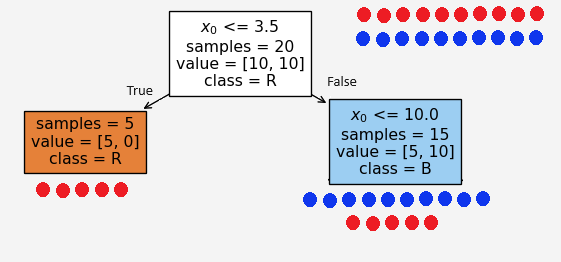 x₀ <= 3.5
samples = 20
value = [10, 10]
class = R
True
False
samples = 5
value = [5, 0]
class = R
x₀ <= 10.0
samples = 15
value = [5, 10]
class = B